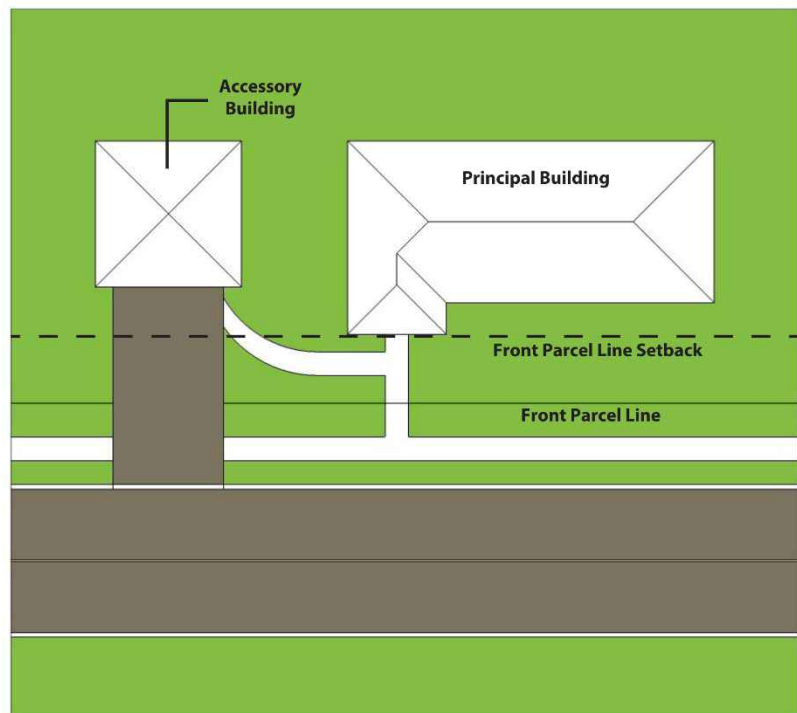 Accessory
Building
Principal Building
Front Parcel Line Setback
Front Parcel Line